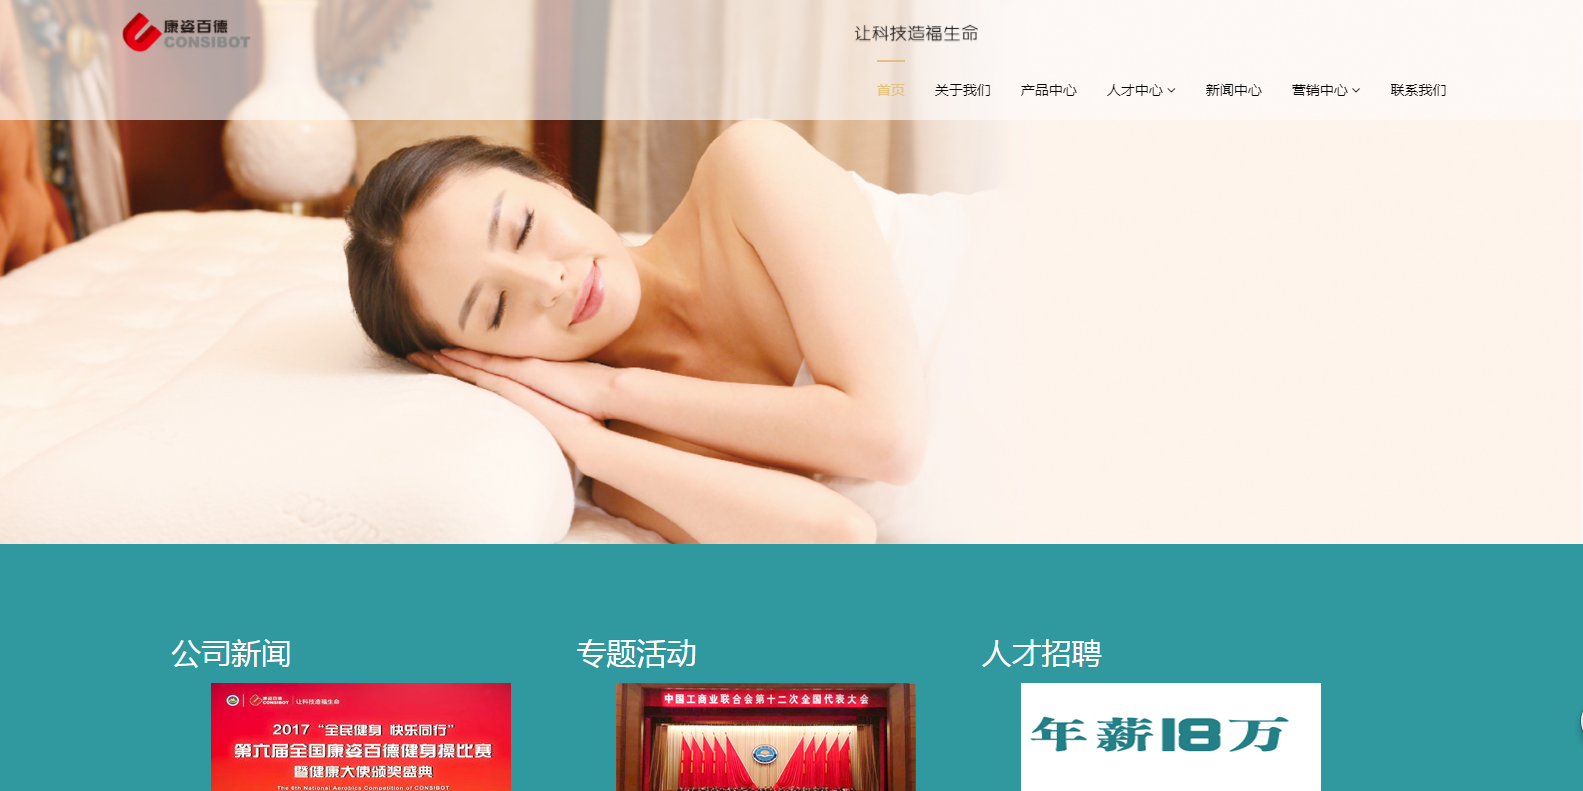 康姿百德
CONSIBOT
让科技造福生命
首页 关于我们 产品中心 人才中心 新闻中心 营销中心 联系我们
公司新闻 专题活动 人才招聘
康姿百德
CONSIBOT
让科技造福生命
2017 “全民健身 快乐同行”
第六届全国康姿百德健身操比赛
暨健康大使颁奖盛典
The 6th National Aerobics Competition of CONSIBOT
中国工商业联合会第十二次全国代表大会
年薪18万